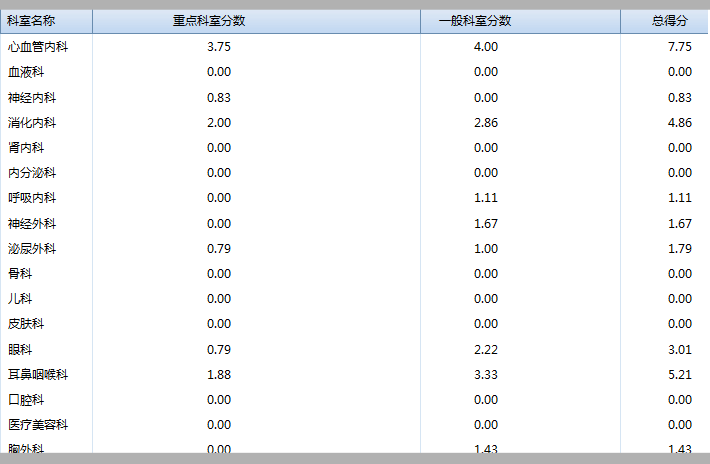 科室名称 重点科室分数 一般科室分数 总得分
心血管内科 3.75 4.00 7.75
血液科 0.00 0.00 0.00
神经内科 0.83 0.00 0.83
消化内科 2.00 2.86 4.86
肾内科 0.00 0.00 0.00
内分泌科 0.00 0.00 0.00
呼吸内科 0.00 1.11 1.11
神经外科 0.00 1.67 1.67
泌尿外科 0.79 1.00 1.79
骨科 0.00 0.00 0.00
儿科 0.00 0.00 0.00
皮肤科 0.00 0.00 0.00
眼科 0.79 2.22 3.01
耳鼻咽喉科 1.88 3.33 5.21
口腔科 0.00 0.00 0.00
医疗美容科 0.00 0.00 0.00
胸外科 0.00 1.43 1.43